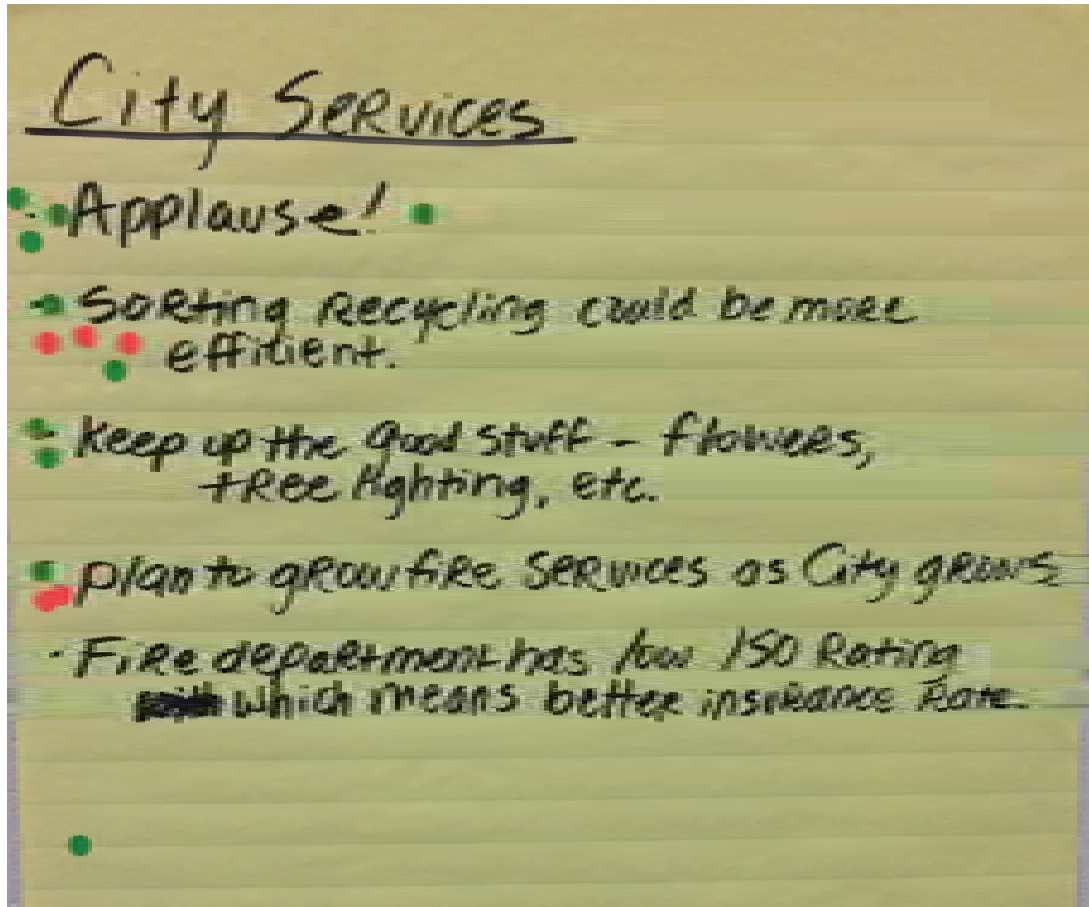 City Services
· Applause!
· Sorting Recycling could be more
efficient.
· Keep up the good stuff - flowers,
tree lighting, etc.
· plan to grow fire services as City grows.
· Fire department has low ISO Rating
which means better insurance Rate.